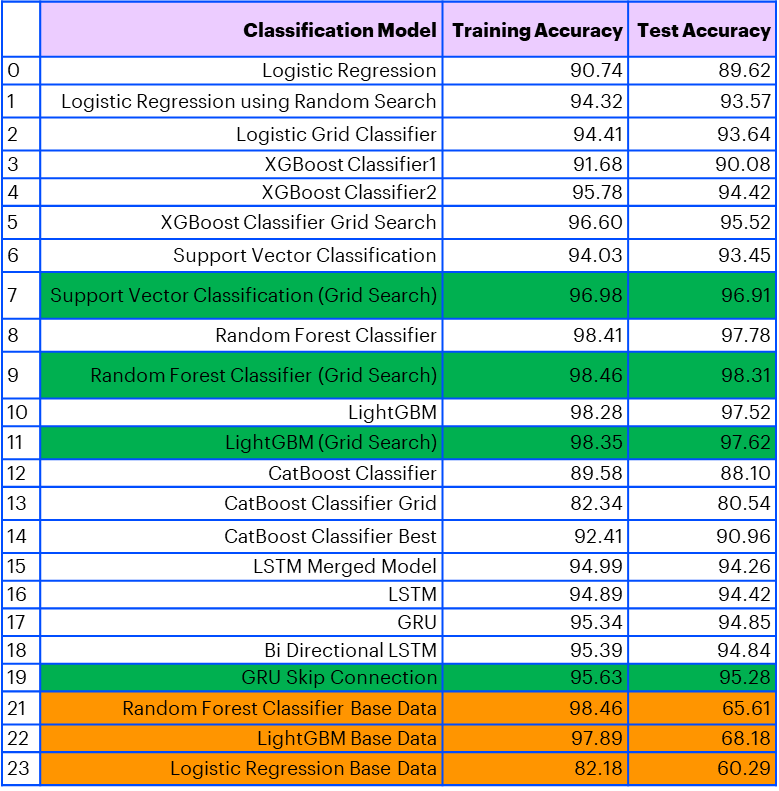 Classification Model Training Accuracy Test Accuracy
0 Logistic Regression 90.74 89.62
1 Logistic Regression using Random Search 94.32 93.57
2 Logistic Grid Classifier 94.41 93.64
3 XGBoost Classifier1 91.68 90.08
4 XGBoost Classifier2 95.78 94.42
5 XGBoost Classifier Grid Search 96.60 95.52
6 Support Vector Classification 94.03 93.45
7 Support Vector Classification (Grid Search) 96.98 96.91
8 Random Forest Classifier 98.41 97.78
9 Random Forest Classifier (Grid Search) 98.46 98.31
10 LightGBM 98.28 97.52
11 LightGBM (Grid Search) 98.35 97.62
12 CatBoost Classifier 89.58 88.10
13 CatBoost Classifier Grid 82.34 80.54
14 CatBoost Classifier Best 92.41 90.96
15 LSTM Merged Model 94.99 94.26
16 LSTM 94.89 94.42
17 GRU 95.34 94.85
18 Bi Directional LSTM 95.39 94.84
19 GRU Skip Connection 95.63 95.28
21 Random Forest Classifier Base Data 98.46 65.61
22 LightGBM Base Data 97.89 68.18
23 Logistic Regression Base Data 82.18 60.29